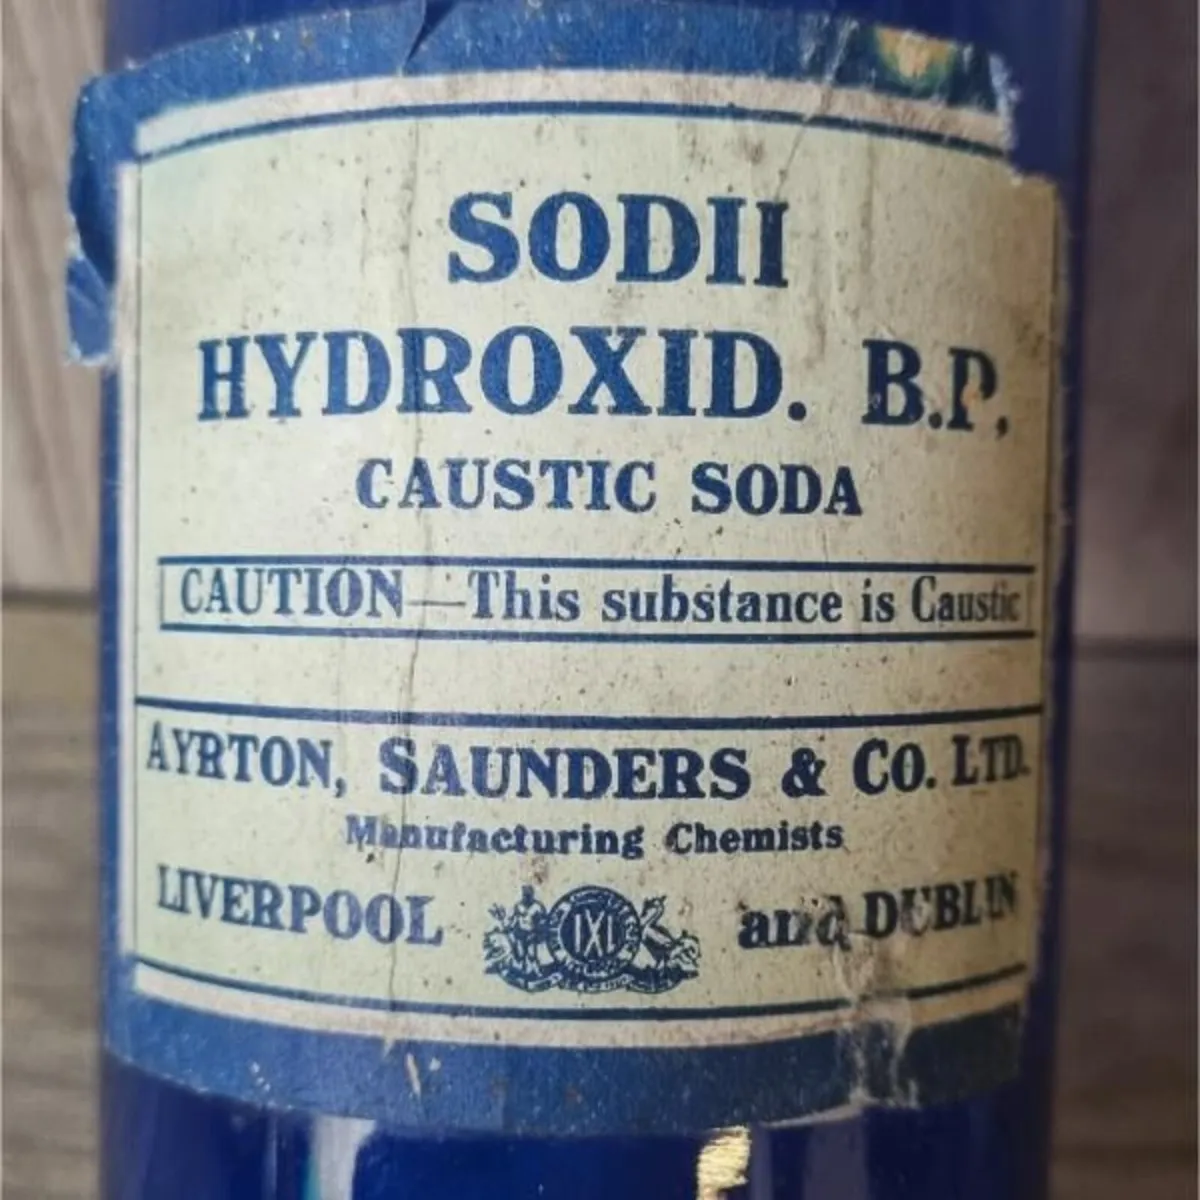 SODII
HYDROXID. B.P.
CAUSTIC SODA
CAUTION—This substance is Caustic
AYRTON, SAUNDERS & CO. LTD.
Manufacturing Chemists
LIVERPOOL IXL and DUBLIN